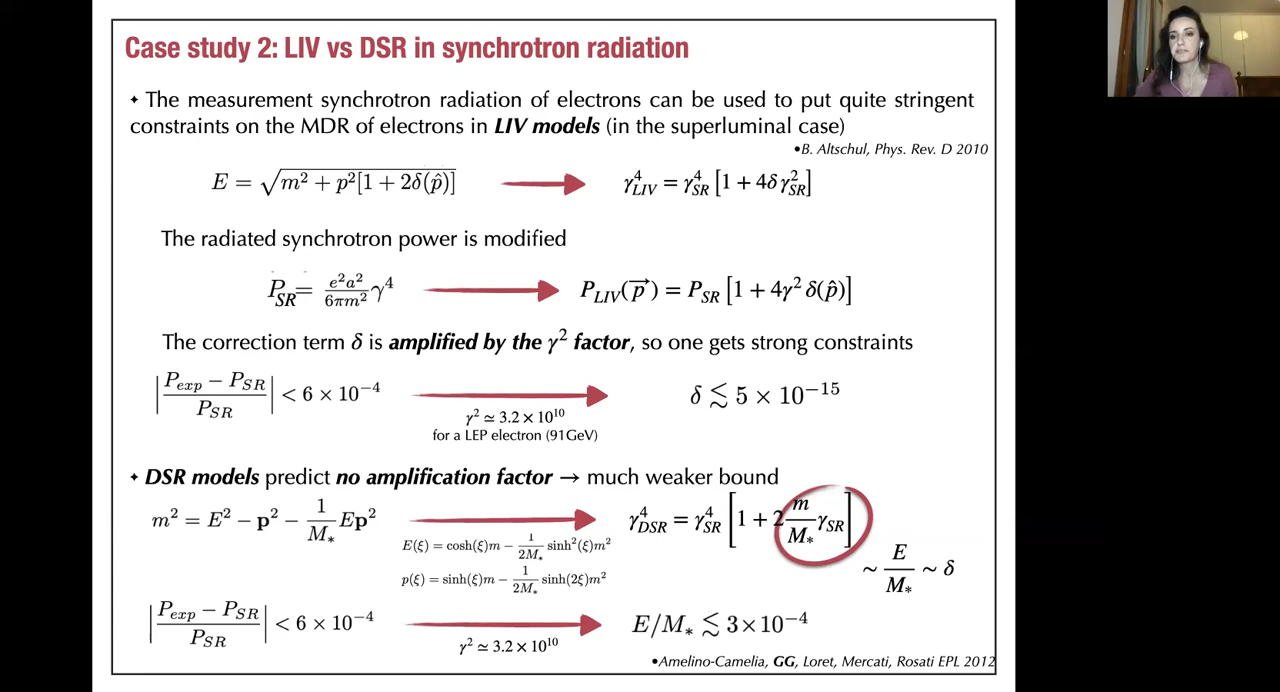 Case study 2: LIV vs DSR in synchrotron radiation
✦ The measurement synchrotron radiation of electrons can be used to put quite stringent
constraints on the MDR of electrons in LIV models (in the superluminal case)
•B. Altschul, Phys. Rev. D 2010
E = √(m² + p²[1 + 2δ(p̂)]) → γ⁴_LIV = γ⁴_SR [1 + 4δγ²_SR]
The radiated synchrotron power is modified
P_SR = e²a²/6πm² γ⁴ → P_LIV(p⃗) = P_SR [1 + 4γ² δ(p̂)]
The correction term δ is amplified by the γ² factor, so one gets strong constraints
|P_exp − P_SR / P_SR| < 6 × 10⁻⁴ → δ ≲ 5 × 10⁻¹⁵
γ² ≃ 3.2 × 10¹⁰
for a LEP electron (91GeV)
✦ DSR models predict no amplification factor → much weaker bound
m² = E² − p² − 1/M_* Ep² → γ⁴_DSR = γ⁴_SR [1 + 2 m/M_* γ_SR]
E(ξ) = cosh(ξ)m − 1/2M_* sinh²(ξ)m²
∼ E/M_* ∼ δ
p(ξ) = sinh(ξ)m − 1/2M_* sinh(2ξ)m²
|P_exp − P_SR / P_SR| < 6 × 10⁻⁴ → E/M_* ≲ 3×10⁻⁴
γ² ≃ 3.2 × 10¹⁰
•Amelino-Camelia, GG, Loret, Mercati, Rosati EPL 2012